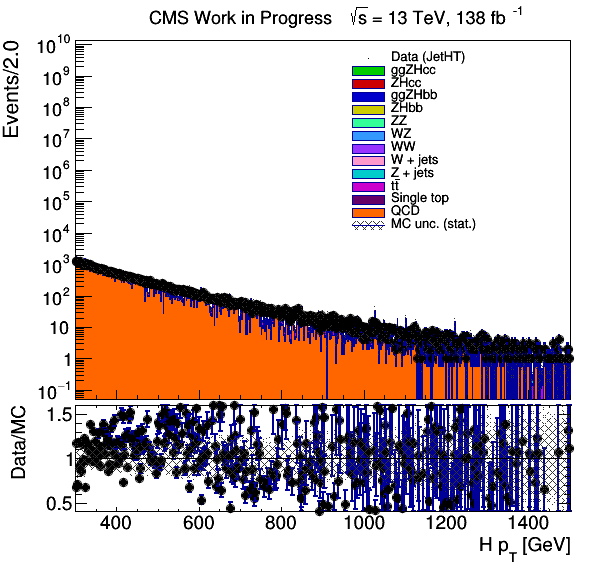 CMS Work in Progress √s = 13 TeV, 138 fb⁻¹
Events/2.0
10¹⁰
10⁹
10⁸
10⁷
10⁶
10⁵
10⁴
10³
10²
10
1
10⁻¹
Data (JetHT)
ggZHcc
ZHcc
ggZHbb
ZHbb
ZZ
WZ
WW
W + jets
Z + jets
tt̄
Single top
QCD
MC unc. (stat.)
Data/MC
1.5
1
0.5
400 600 800 1000 1200 1400
H p_T [GeV]